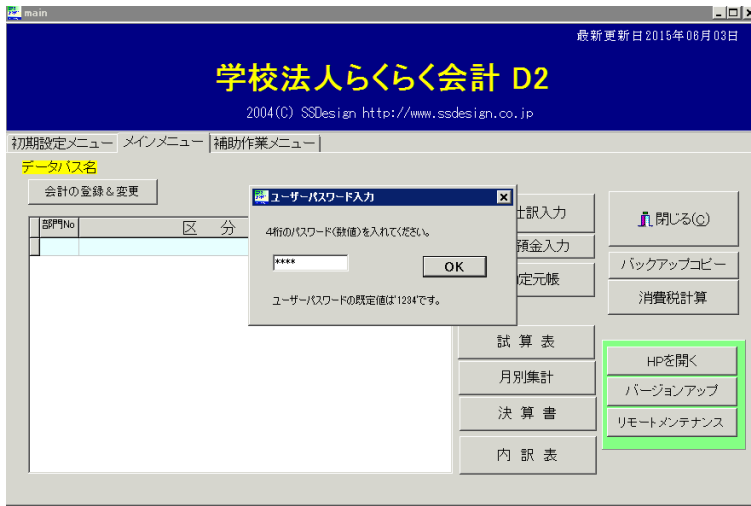 main
最新更新日2015年06月03日
学校法人らくらく会計 D2
2004(C) SSDesign http://www.ssdesign.co.jp
初期設定メニュー
メインメニュー
補助作業メニュー
データパス名
会計の登録&変更
部門No
区 分
ユーザーパスワード入力
4桁のパスワード(数値)を入れてください。
****
OK
ユーザーパスワードの既定値は'1234'です。
仕訳入力
預金入力
定元帳
試 算 表
月別集計
決 算 書
内 訳 表
閉じる(c)
バックアップコピー
消費税計算
HPを開く
バージョンアップ
リモートメンテナンス